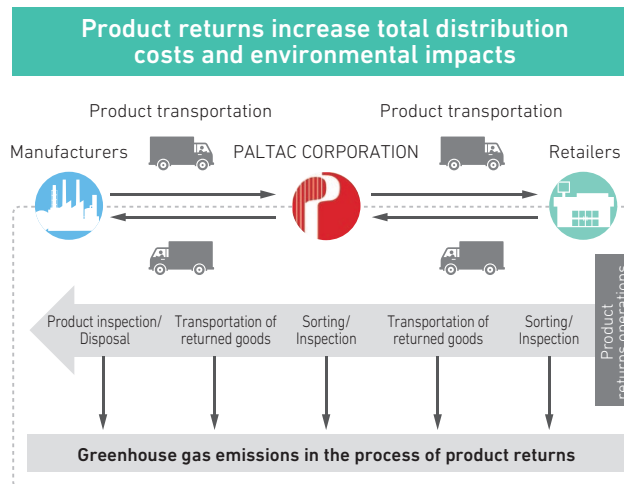 Product returns increase total distribution
costs and environmental impacts
Product transportation
Product transportation
Manufacturers
PALTAC CORPORATION
Retailers
Product
returns operations
Product inspection/
Disposal
Transportation of
returned goods
Sorting/
Inspection
Transportation of
returned goods
Sorting/
Inspection
Greenhouse gas emissions in the process of product returns